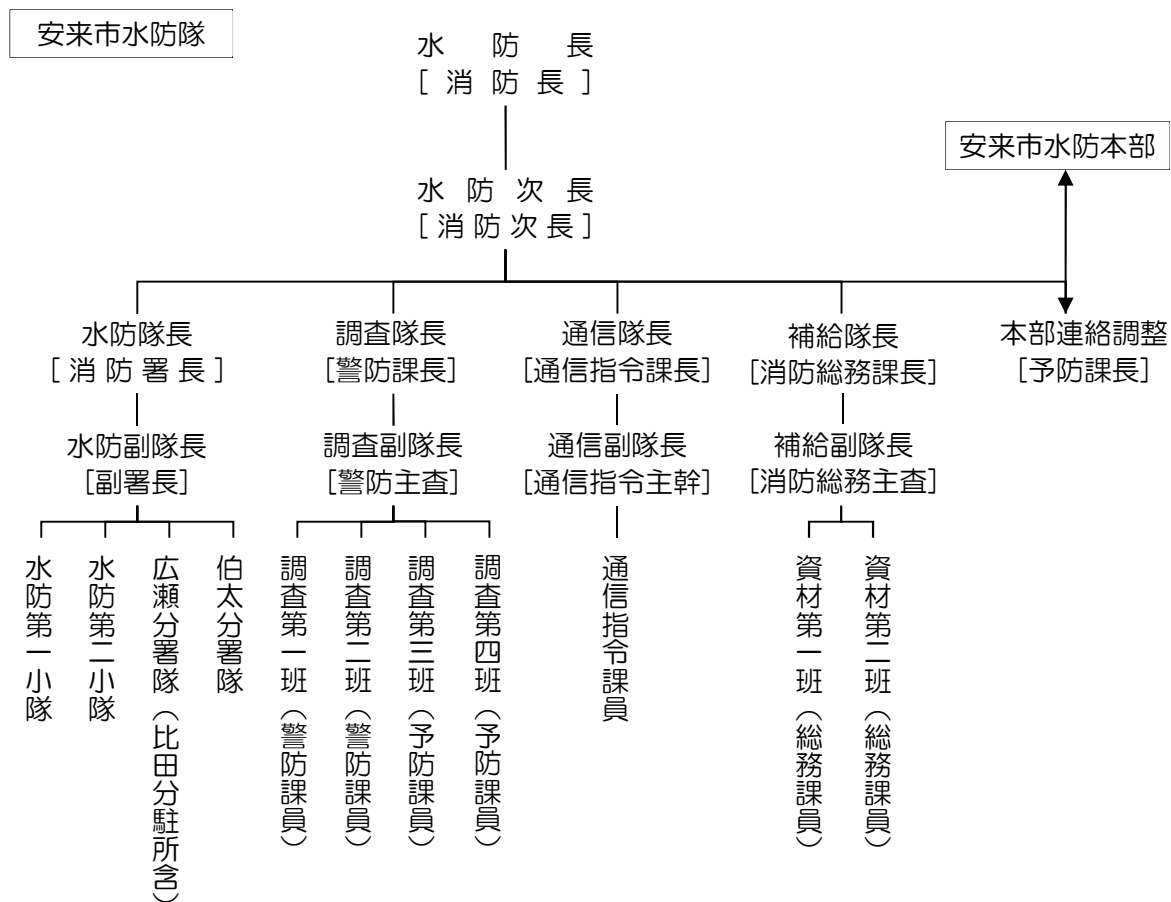 安来市水防隊
水防長
[消防長]
安来市水防本部
水防次長
[消防次長]
水防隊長
[消防署長]
調査隊長
[警防課長]
通信隊長
[通信指令課長]
補給隊長
[消防総務課長]
本部連絡調整
[予防課長]
水防副隊長
[副署長]
調査副隊長
[警防主査]
通信副隊長
[通信指令主幹]
補給副隊長
[消防総務主査]
水防第一小隊
水防第二小隊
広瀬分署隊（比田分駐所含）
伯太分署隊
調査第一班（警防課員）
調査第二班（警防課員）
調査第三班（予防課員）
調査第四班（予防課員）
通信指令課員
資材第一班（総務課員）
資材第二班（総務課員）